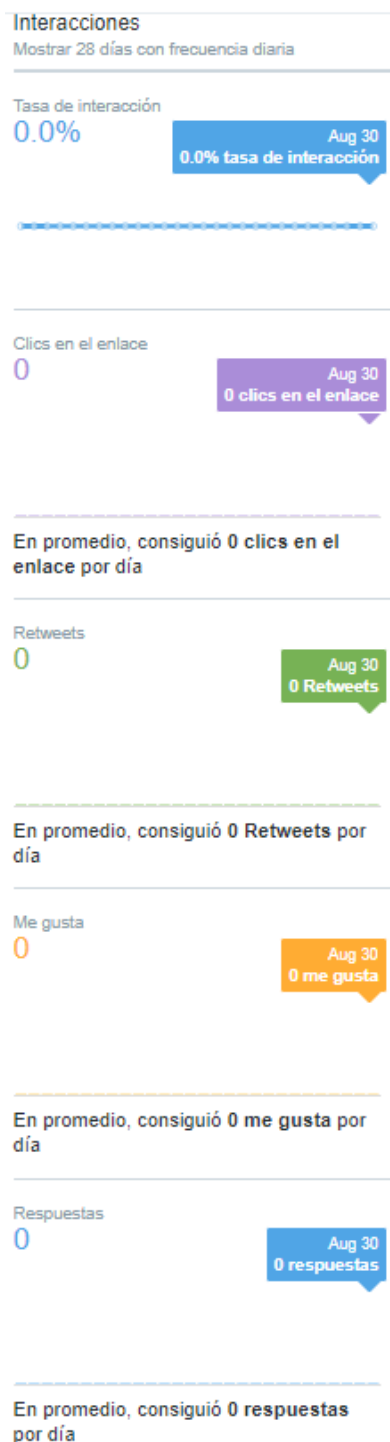 Interacciones
Mostrar 28 días con frecuencia diaria
Tasa de interacción
0.0%
Aug 30
0.0% tasa de interacción
Clics en el enlace
0
Aug 30
0 clics en el enlace
En promedio, consiguió 0 clics en el
enlace por día
Retweets
0
Aug 30
0 Retweets
En promedio, consiguió 0 Retweets por
día
Me gusta
0
Aug 30
0 me gusta
En promedio, consiguió 0 me gusta por
día
Respuestas
0
Aug 30
0 respuestas
En promedio, consiguió 0 respuestas
por día